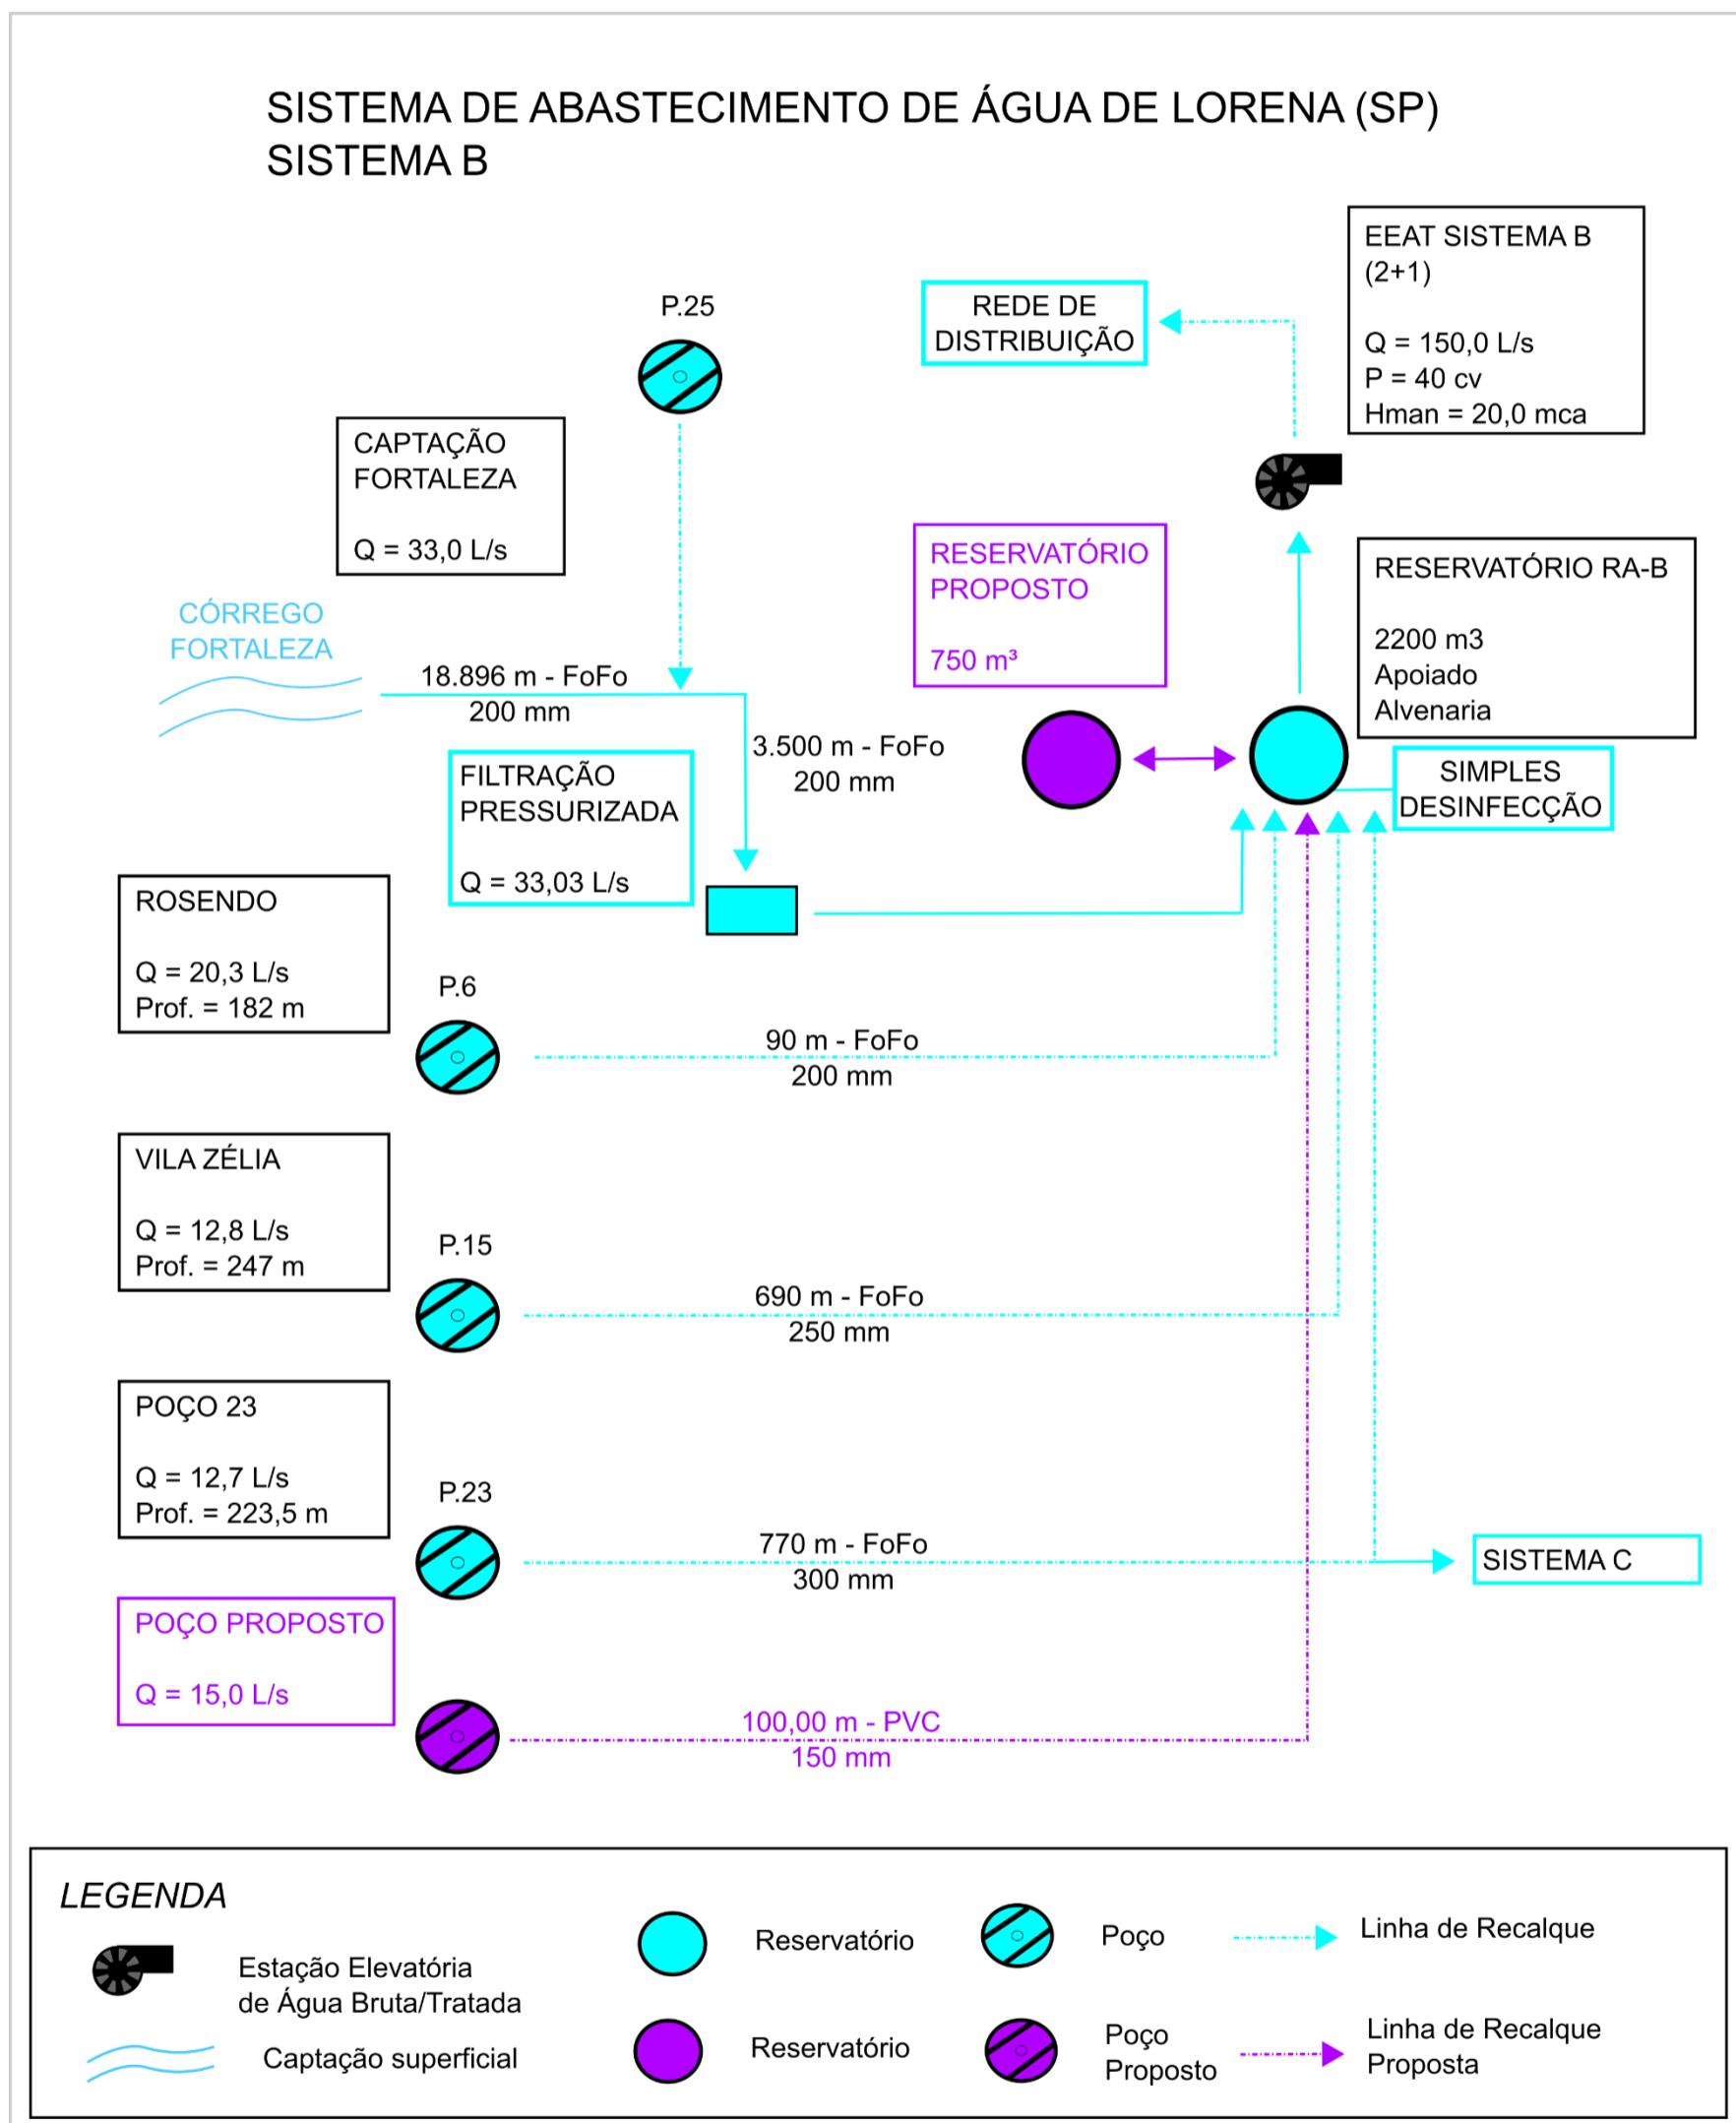 SISTEMA DE ABASTECIMENTO DE ÁGUA DE LORENA (SP)
SISTEMA B
EEAT SISTEMA B
(2+1)
Q = 150,0 L/s
P = 40 cv
Hman = 20,0 mca
REDE DE
DISTRIBUIÇÃO
P.25
CAPTAÇÃO
FORTALEZA
Q = 33,0 L/s
RESERVATÓRIO
PROPOSTO
750 m³
RESERVATÓRIO RA-B
2200 m3
Apoiado
Alvenaria
CÓRREGO
FORTALEZA
18.896 m - FoFo
200 mm
3.500 m - FoFo
200 mm
FILTRAÇÃO
PRESSURIZADA
Q = 33,03 L/s
SIMPLES
DESINFECÇÃO
ROSENDO
Q = 20,3 L/s
Prof. = 182 m
P.6
90 m - FoFo
200 mm
VILA ZÉLIA
Q = 12,8 L/s
Prof. = 247 m
P.15
690 m - FoFo
250 mm
POÇO 23
Q = 12,7 L/s
Prof. = 223,5 m
P.23
770 m - FoFo
300 mm
SISTEMA C
POÇO PROPOSTO
Q = 15,0 L/s
100,00 m - PVC
150 mm
LEGENDA
Estação Elevatória
de Água Bruta/Tratada
Captação superficial
Reservatório
Reservatório
Poço
Poço
Proposto
Linha de Recalque
Linha de Recalque
Proposta